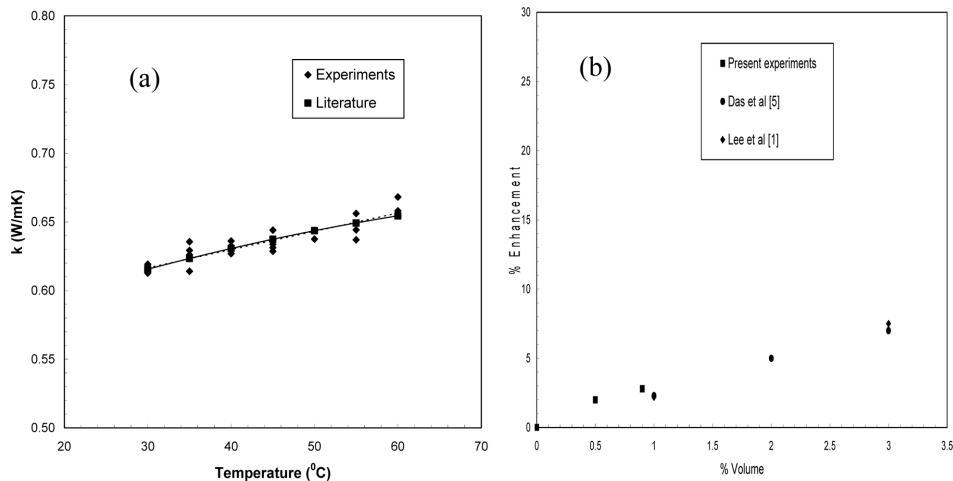 0.80
0.75
0.70
0.65
0.60
0.55
0.50
k (W/mK)
(a)
Experiments
Literature
20
30
40
50
60
70
Temperature (⁰C)
30
25
20
15
10
5
0
% Enhancement
(b)
Present experiments
Das et al [5]
Lee et al [1]
0
0.5
1
1.5
2
2.5
3
3.5
% Volume